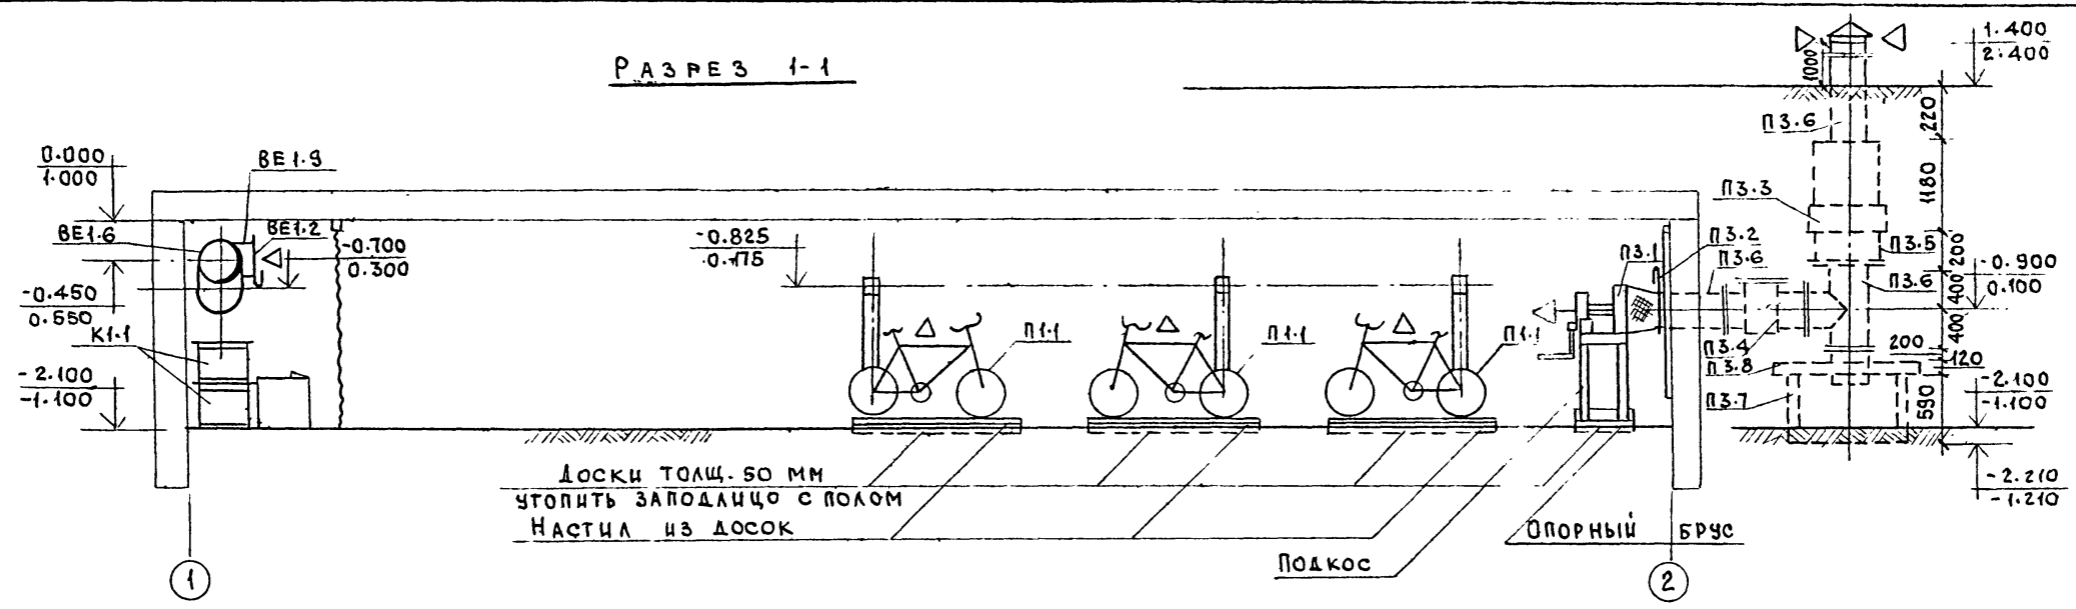 РАЗРЕЗ 1-1
1.400
2.400
1000
П3.6
220
0.000
1.000
ВЕ1.9
1180
П3.3
ВЕ1.6
ВЕ1.2
-0.700
0.300
-0.825
0.175
П3.1
П3.2
П3.6
П3.5
200
-0.900
0.100
П3.6
400
400
-0.450
0.550
К1.1
П1.1
П1.1
П1.1
П3.4
200
П3.8
120
-2.100
-1.100
П3.7
590
-2.100
-1.100
ДОСКИ ТОЛЩ. 50 ММ
УТОПИТЬ ЗАПОДЛИЦО С ПОЛОМ
НАСТИЛ ИЗ ДОСОК
-2.210
-1.210
ОПОРНЫЙ БРУС
ПОДКОС
1
2